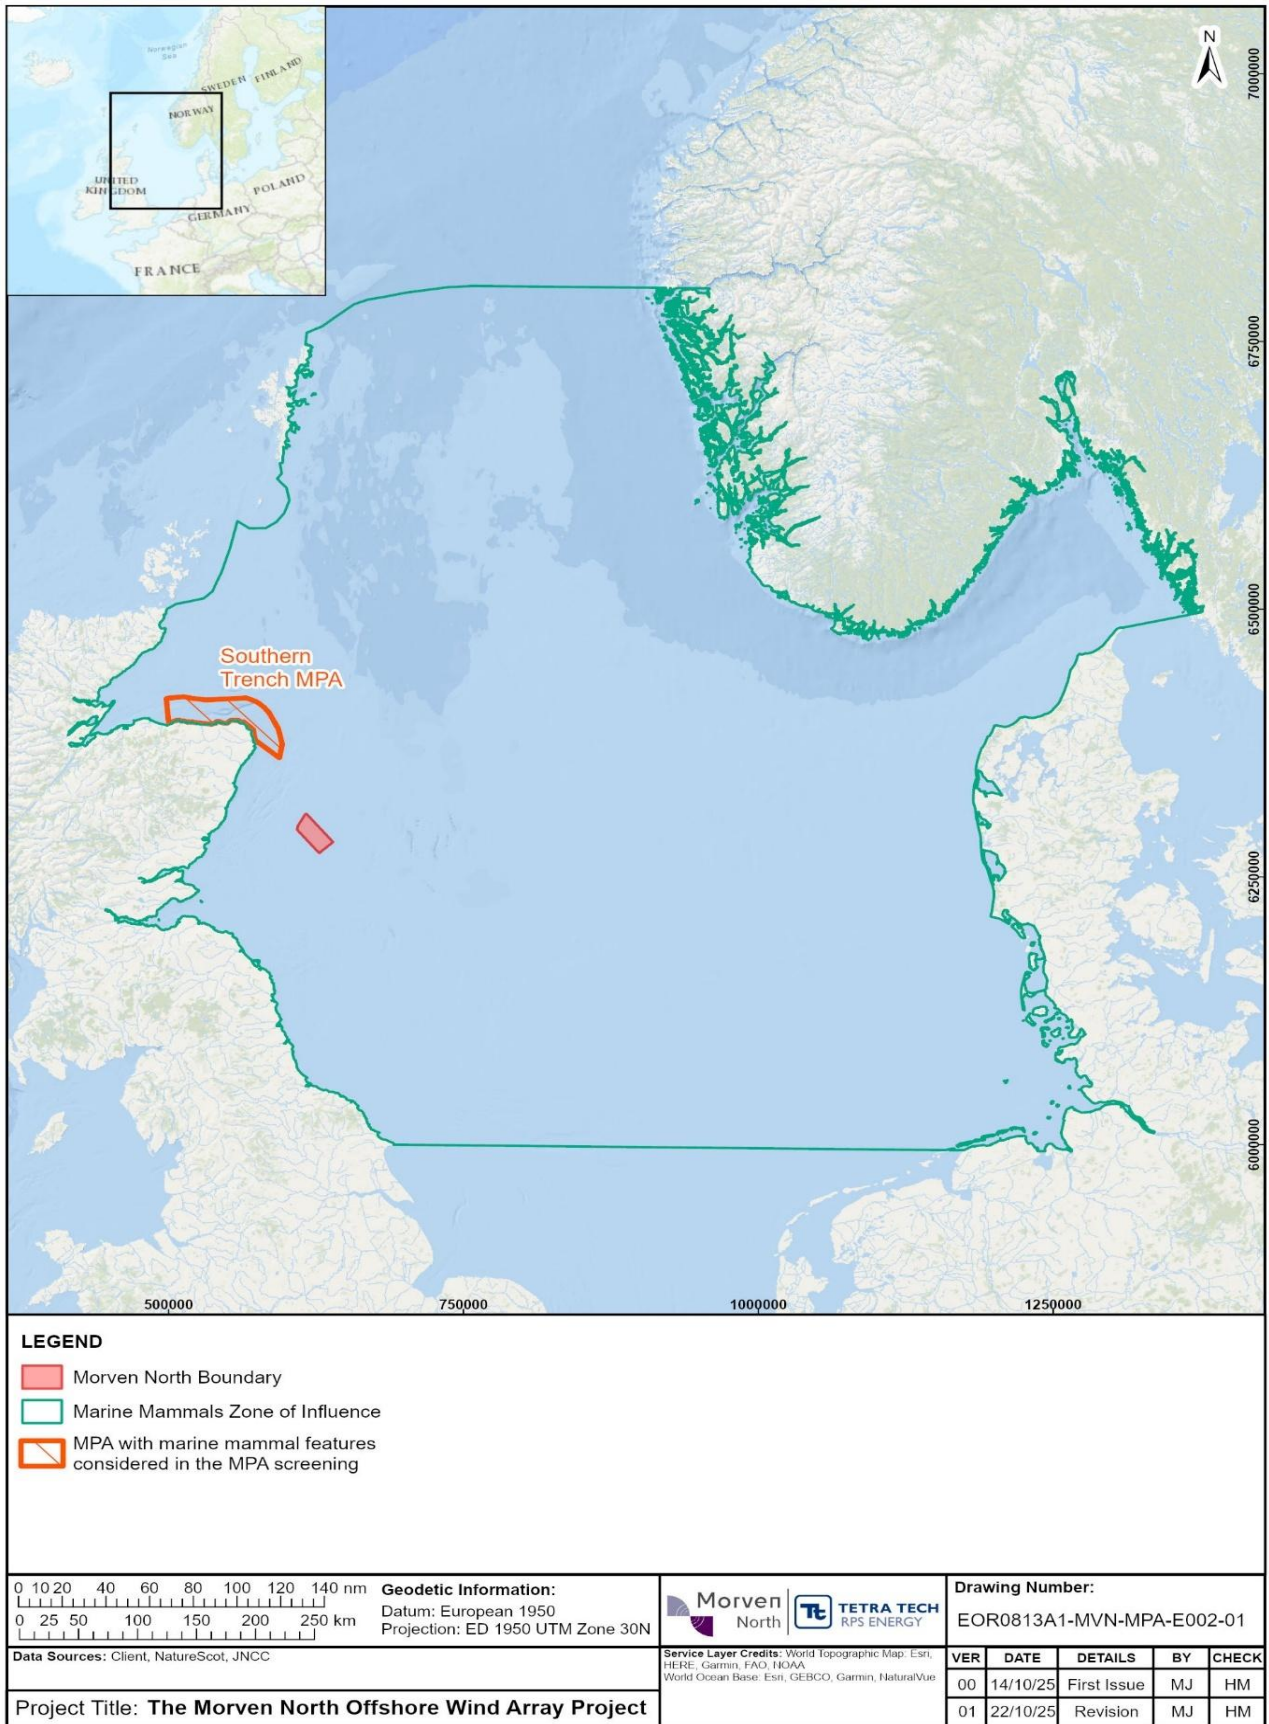 Norwegian
Sea
SWEDEN
FINLAND
NORWAY
UNITED
KINGDOM
POLAND
GERMANY
FRANCE
N
7000000
6750000
6500000
6250000
6000000
Southern
Trench MPA
500000
750000
1000000
1250000
LEGEND
Morven North Boundary
Marine Mammals Zone of Influence
MPA with marine mammal features
considered in the MPA screening
0 10 20 40 60 80 100 120 140 nm
0 25 50 100 150 200 250 km
Geodetic Information:
Datum: European 1950
Projection: ED 1950 UTM Zone 30N
Morven
North
Tt
TETRA TECH
RPS ENERGY
Drawing Number:
EOR0813A1-MVN-MPA-E002-01
Data Sources: Client, NatureScot, JNCC
Service Layer Credits: World Topographic Map: Esri,
HERE, Garmin, FAO, NOAA
World Ocean Base: Esri, GEBCO, Garmin, NaturalVue
VER DATE DETAILS BY CHECK
00 14/10/25 First Issue MJ HM
01 22/10/25 Revision MJ HM
Project Title: The Morven North Offshore Wind Array Project